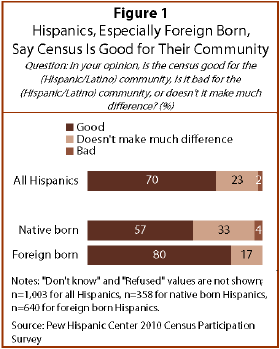 Figure 1
Hispanics, Especially Foreign Born,
Say Census Is Good for Their Community
Question: In your opinion, is the census good for the
(Hispanic/Latino) community, is it bad for the
(Hispanic/Latino) community, or doesn't it make much
difference? (%)
Good
Doesn't make much difference
Bad
All Hispanics 70 23 2
Native born 57 33 4
Foreign born 80 17
Notes: "Don't know" and "Refused" values are not shown;
n=1,003 for all Hispanics, n=358 for native born Hispanics,
n=640 for foreign born Hispanics.
Source: Pew Hispanic Center 2010 Census Participation
Survey